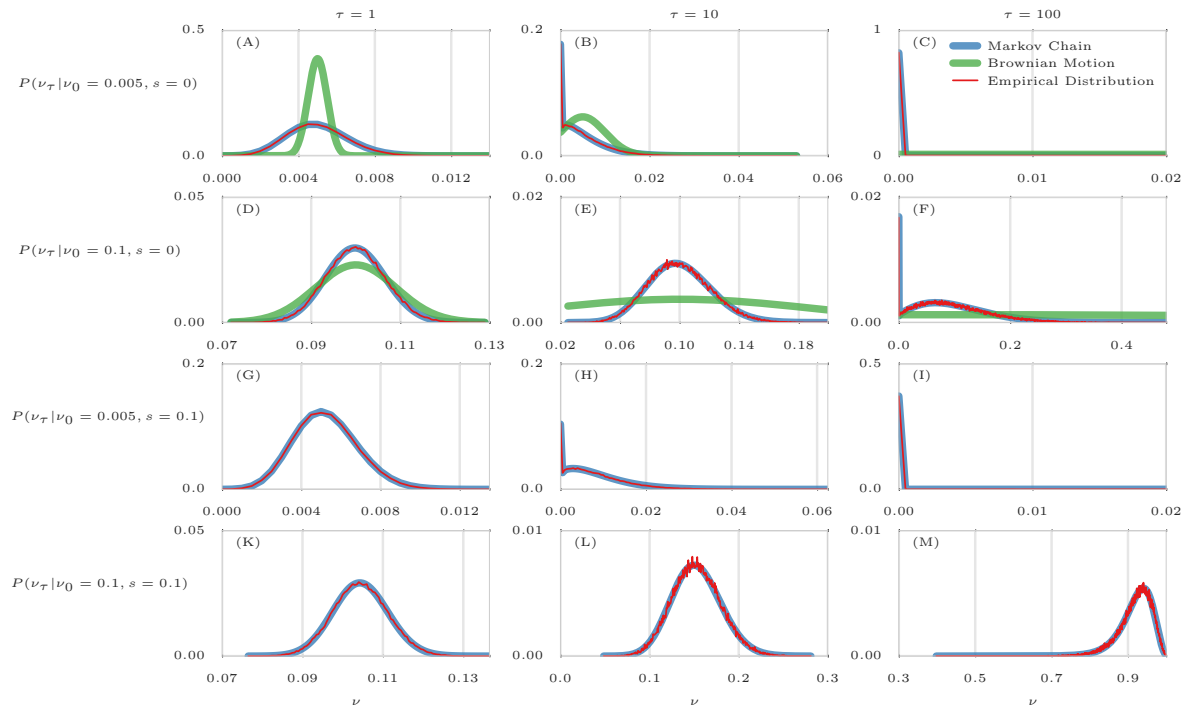 τ = 1 τ = 10 τ = 100
P(ντ|ν0 = 0.005, s = 0)
0.5 (A) 0.0
0.000 0.004 0.008 0.012
0.2 (B) 0.0
0.00 0.02 0.04 0.06
1 (C) 0
0.00 0.01 0.02
Markov Chain
Brownian Motion
Empirical Distribution
P(ντ|ν0 = 0.1, s = 0)
0.05 (D) 0.00
0.07 0.09 0.11 0.13
0.02 (E) 0.00
0.02 0.06 0.10 0.14 0.18
0.02 (F) 0.00
0.0 0.2 0.4
P(ντ|ν0 = 0.005, s = 0.1)
0.2 (G) 0.0
0.000 0.004 0.008 0.012
0.2 (H) 0.0
0.00 0.02 0.04 0.06
0.5 (I) 0.0
0.00 0.01 0.02
P(ντ|ν0 = 0.1, s = 0.1)
0.05 (K) 0.00
0.07 0.09 0.11 0.13
0.01 (L) 0.00
0.0 0.1 0.2 0.3
0.01 (M) 0.00
0.3 0.5 0.7 0.9
ν ν ν